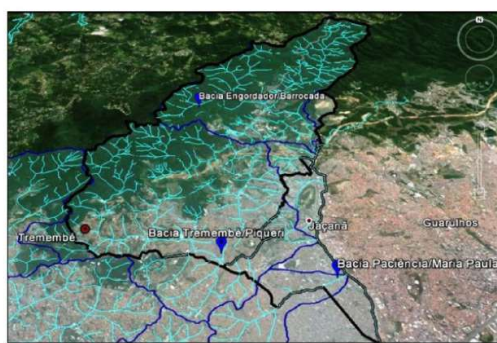 N
Bacia Engordador/Barrocada
Jaçanã
Guarulhos
Tremembé
Bacia Tremembé/Piqueri
Bacia Paciência/Maria Paula